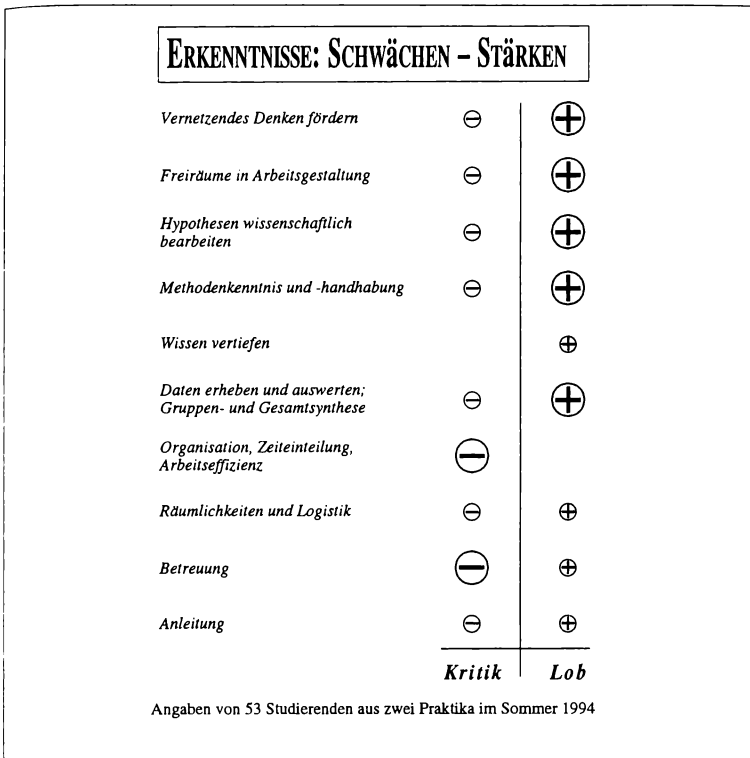 ERKENNTNISSE: SCHWäCHEN – STäRKEN
Vernetzendes Denken fördern
Freiräume in Arbeitsgestaltung
Hypothesen wissenschaftlich
bearbeiten
Methodenkenntnis und -handhabung
Wissen vertiefen
Daten erheben und auswerten;
Gruppen- und Gesamtsynthese
Organisation, Zeiteinteilung,
Arbeitseffizienz
Räumlichkeiten und Logistik
Betreuung
Anleitung
Kritik Lob
Angaben von 53 Studierenden aus zwei Praktika im Sommer 1994